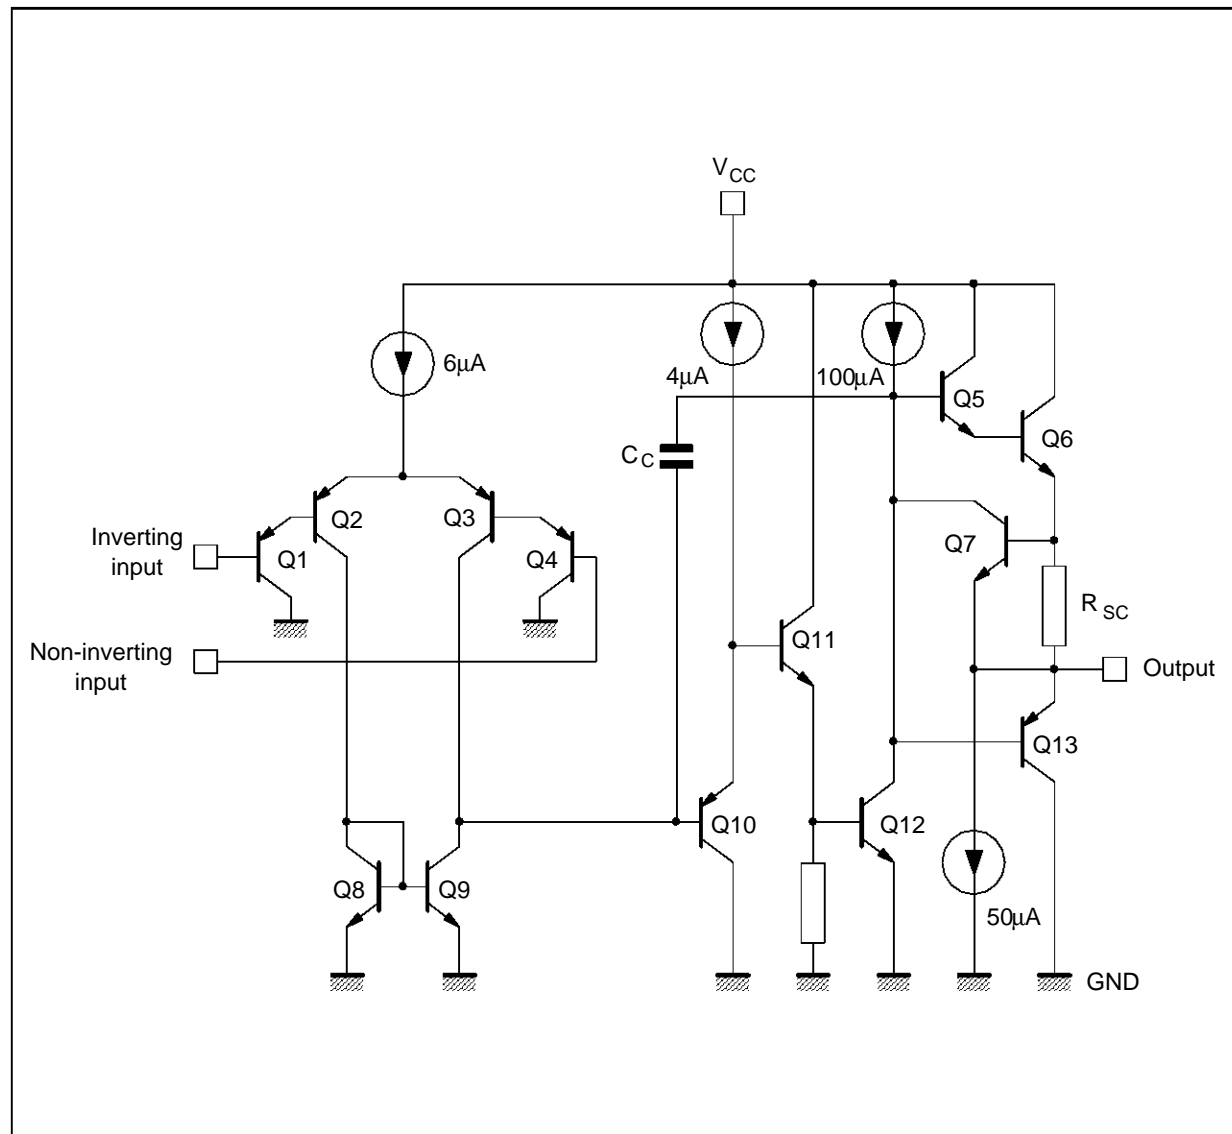 V CC
6μA
4μA
100μA
Q5
Q6
C C
Q2
Q3
Inverting
input
Q1
Q4
Q7
R SC
Non-inverting
input
Q11
Output
Q13
Q10
Q12
Q8
Q9
50μA
GND